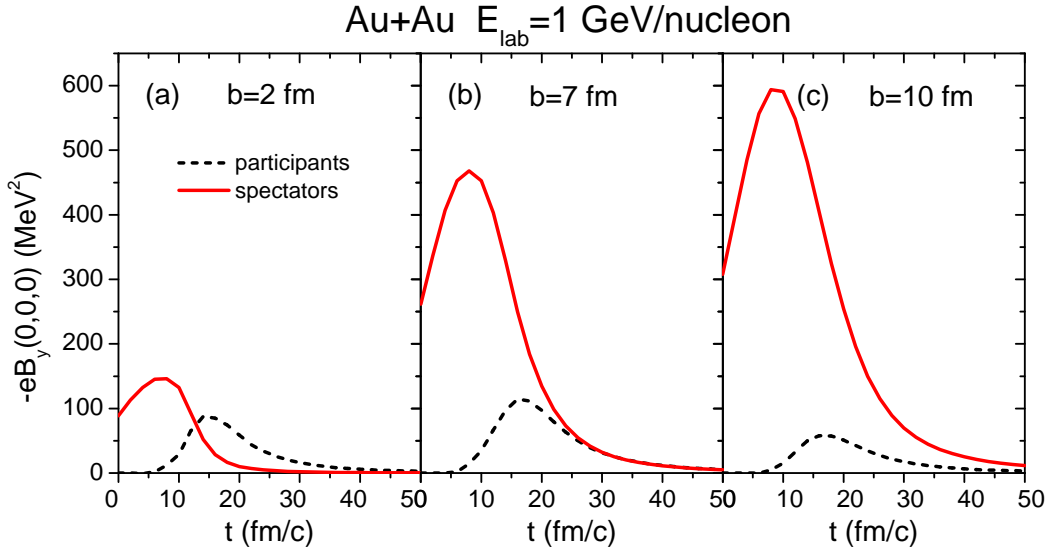 Au+Au E_lab=1 GeV/nucleon
(a) b=2 fm
(b) b=7 fm
(c) b=10 fm
participants
spectators
-eB_y(0,0,0) (MeV^2)
600
500
400
300
200
100
0
0 10 20 30 40 50
10 20 30 40 50
10 20 30 40 50
t (fm/c)
t (fm/c)
t (fm/c)